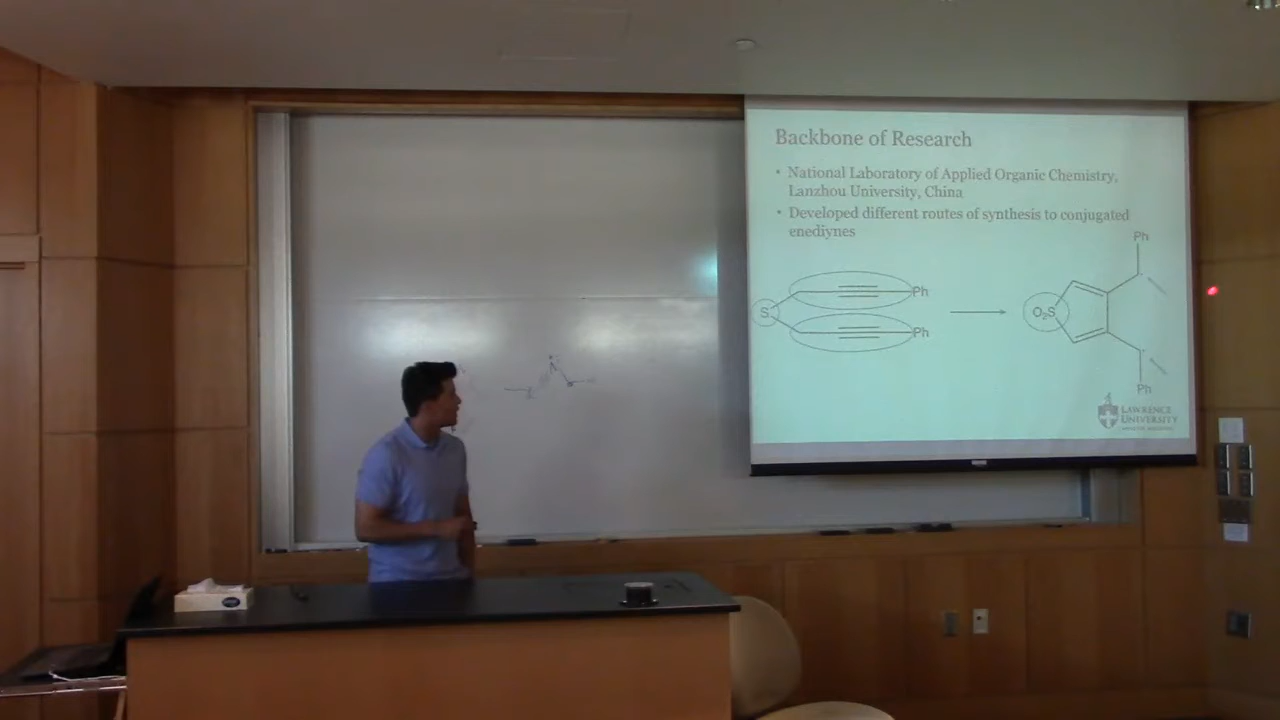 Backbone of Research
• National Laboratory of Applied Organic Chemistry,
Lanzhou University, China
• Developed different routes of synthesis to conjugated
enediynes
Ph
S
Ph
Ph
O₂S
Ph
LAWRENCE
UNIVERSITY